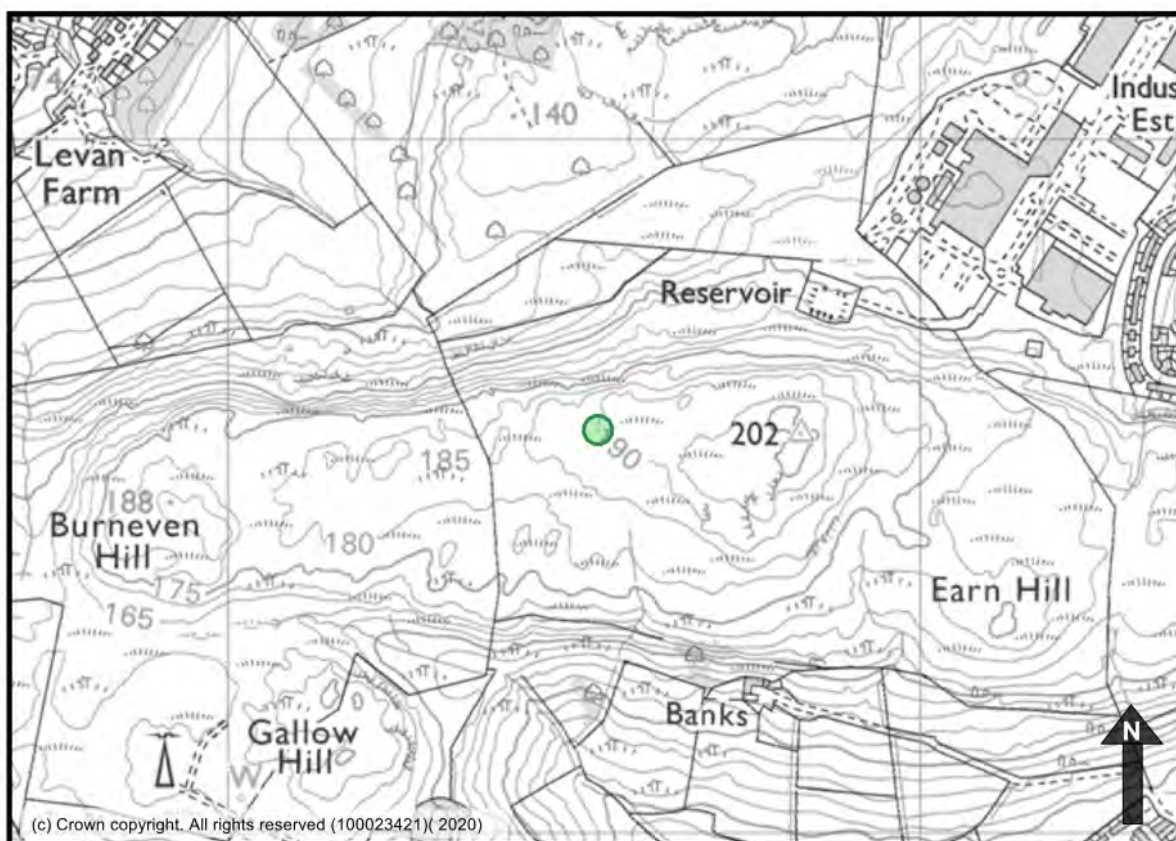 Indus
Est
140
Levan
Farm
Reservoir
202
90
185
188
Burneven
Hill
180
175
165
Earn Hill
Banks
Gallow
Hill
W
N
(c) Crown copyright. All rights reserved (100023421)( 2020)